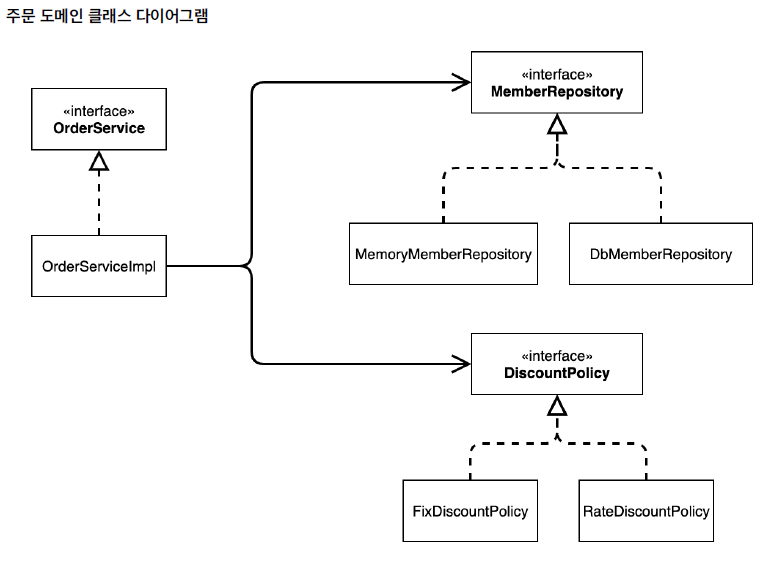 주문 도메인 클래스 다이어그램
«interface»
MemberRepository
«interface»
OrderService
OrderServiceImpl
MemoryMemberRepository
DbMemberRepository
«interface»
DiscountPolicy
FixDiscountPolicy
RateDiscountPolicy